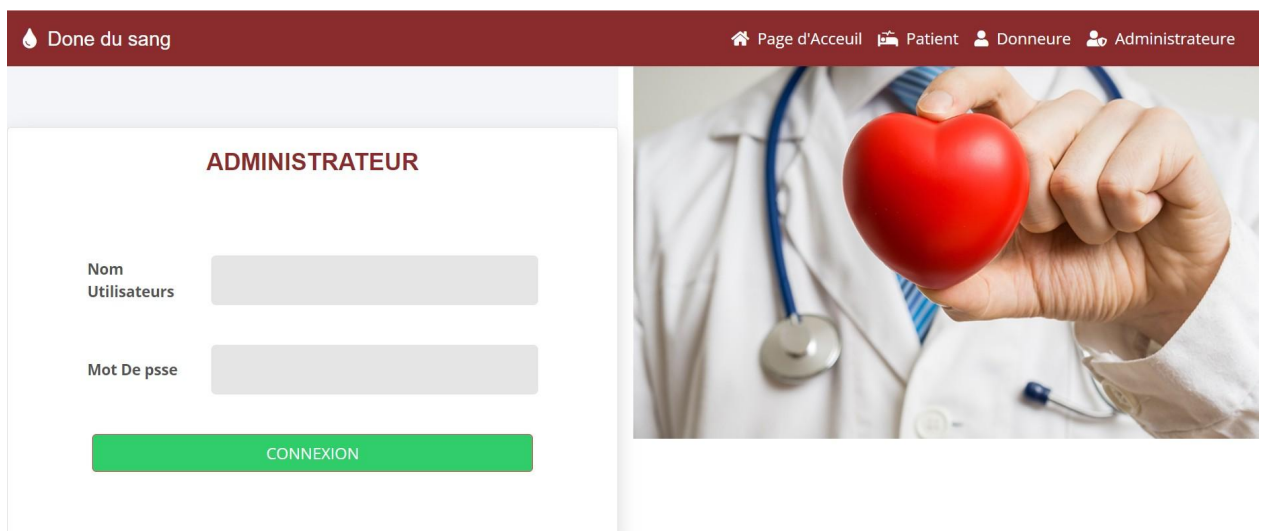 Done du sang
Page d'Acceuil Patient Donneure Administrateure
ADMINISTRATEUR
Nom
Utilisateurs
Mot De psse
CONNEXION